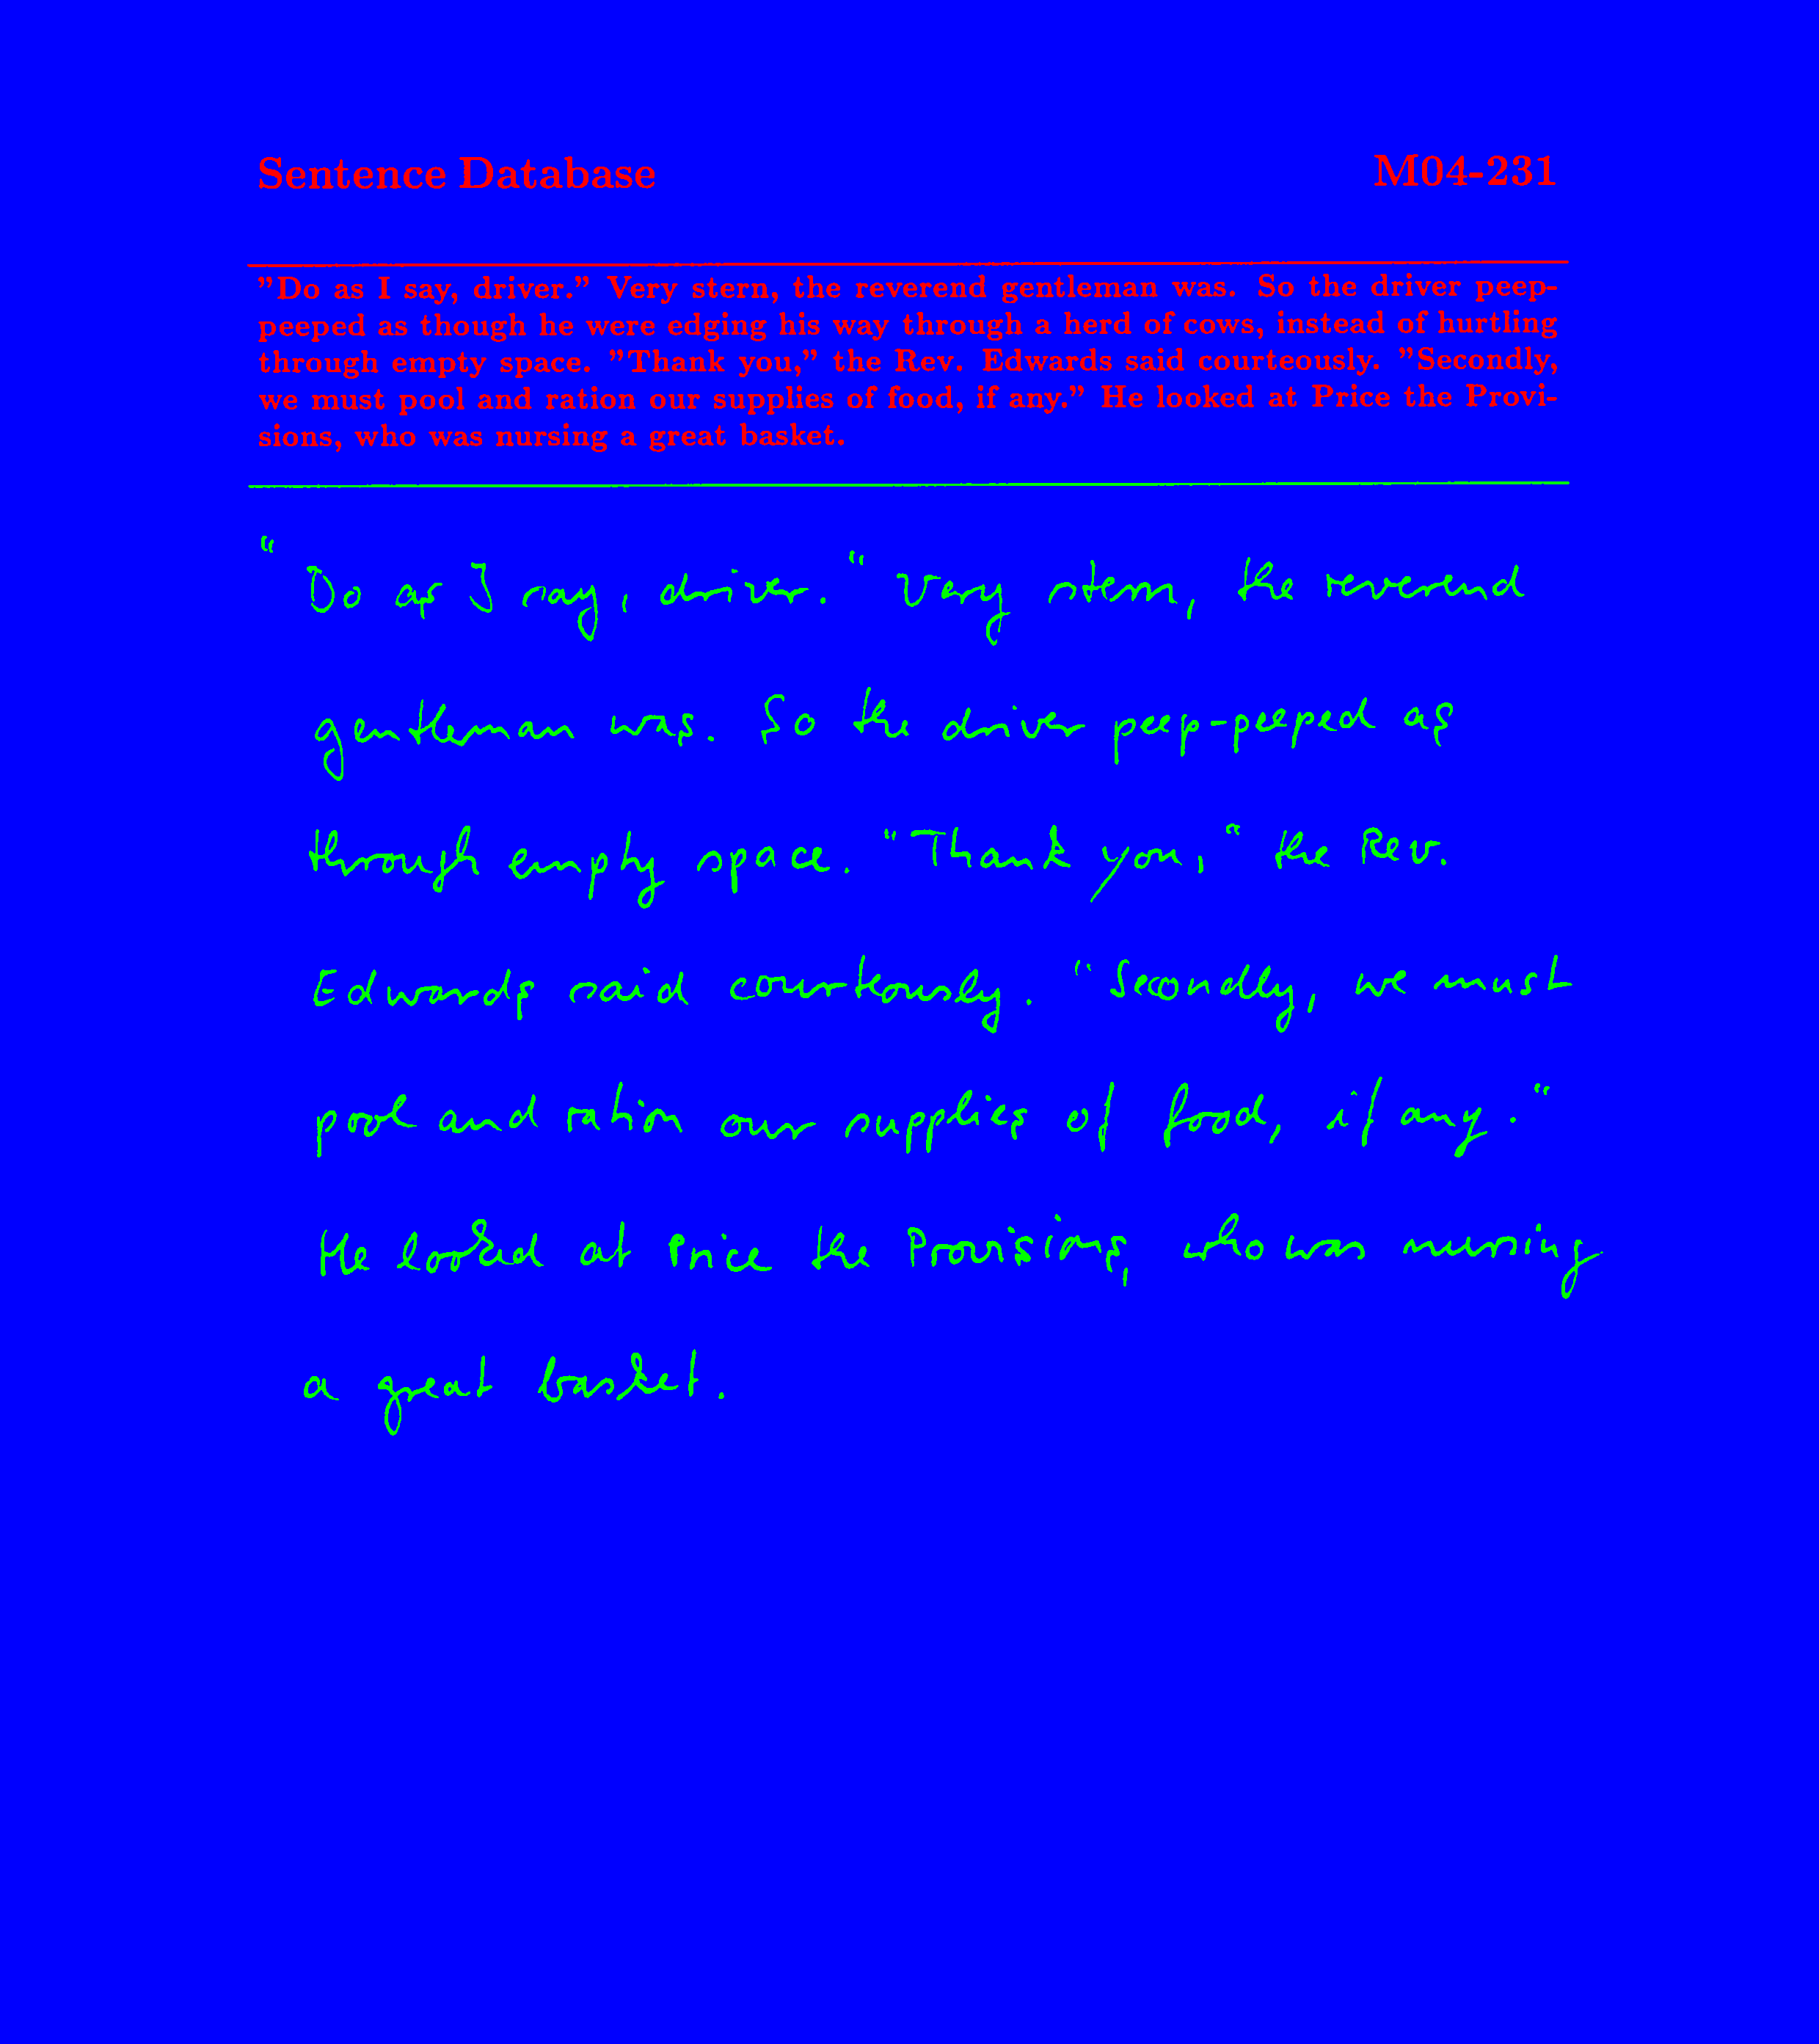 Sentence Database M04-231
"Do as I say, driver." Very stern, the reverend gentleman was. So the driver peep-
peeped as though he were edging his way through a herd of cows, instead of hurtling
through empty space. "Thank you," the Rev. Edwards said courteously. "Secondly,
we must pool and ration our supplies of food, if any." He looked at Price the Provi-
sions, who was nursing a great basket.
"Do as I say, driver." Very stern, the reverend
gentleman was. So the driver peep-peeped as
through empty space. "Thank you," the Rev.
Edwards said courteously. "Secondly, we must
pool and ration our supplies of food, if any."
He looked at Price the Provisions, who was nursing
a great basket.